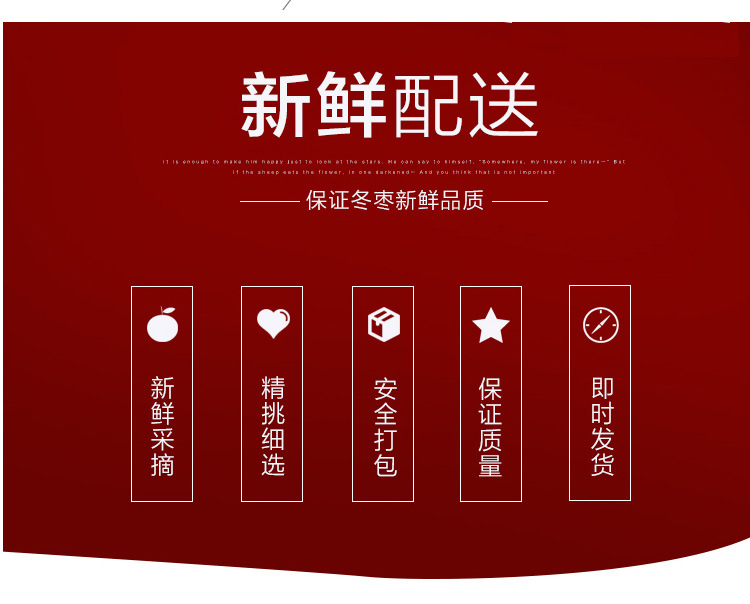 新鲜配送
It is enough to make him happy just to look at the stars. He can say to himself, "Somewhere, my flower is there—" But
if the sheep eats the flower, in one darkened— And you think that is not important
保证冬枣新鲜品质
新鲜采摘
精挑细选
安全打包
保证质量
即时发货